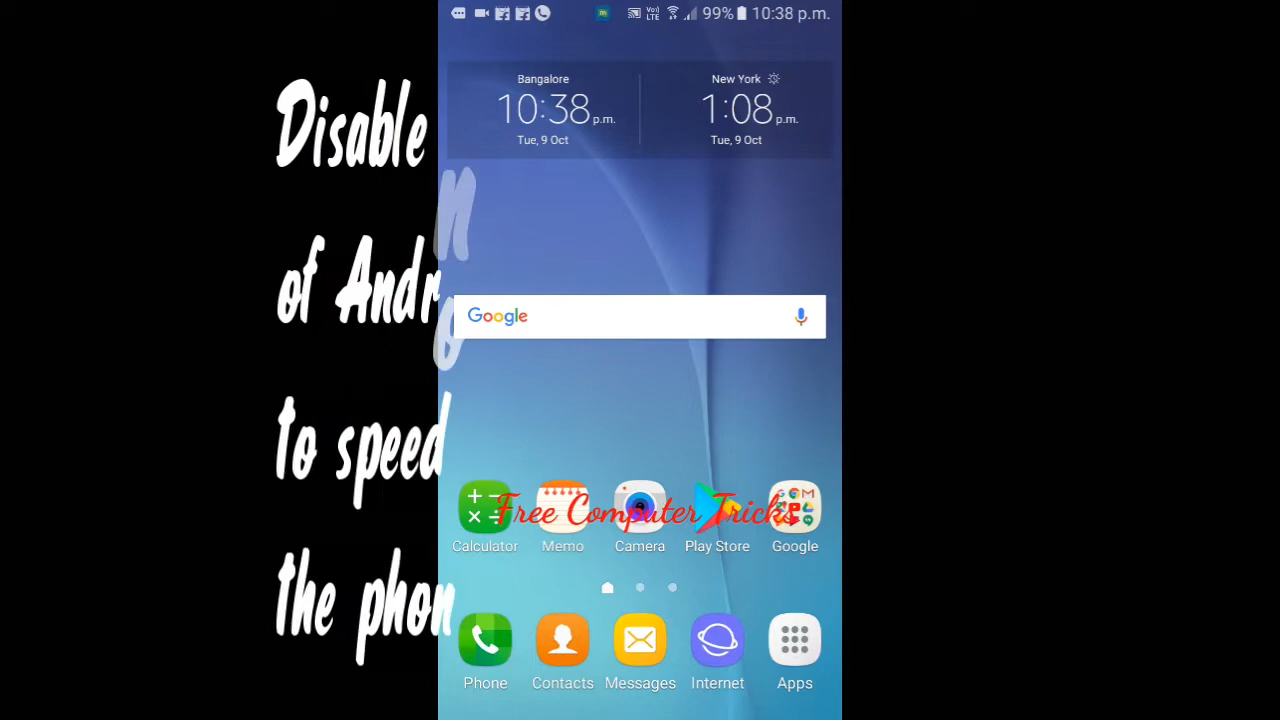 VoI) LTE 99% 10:38 p.m.
Bangalore
10:38 p.m.
Tue, 9 Oct
New York
1:08 p.m.
Tue, 9 Oct
Disable
n
of Andr
o
to speed
the phon
Google
Free Computer Tricks
Calculator Memo Camera Play Store Google
Phone Contacts Messages Internet Apps